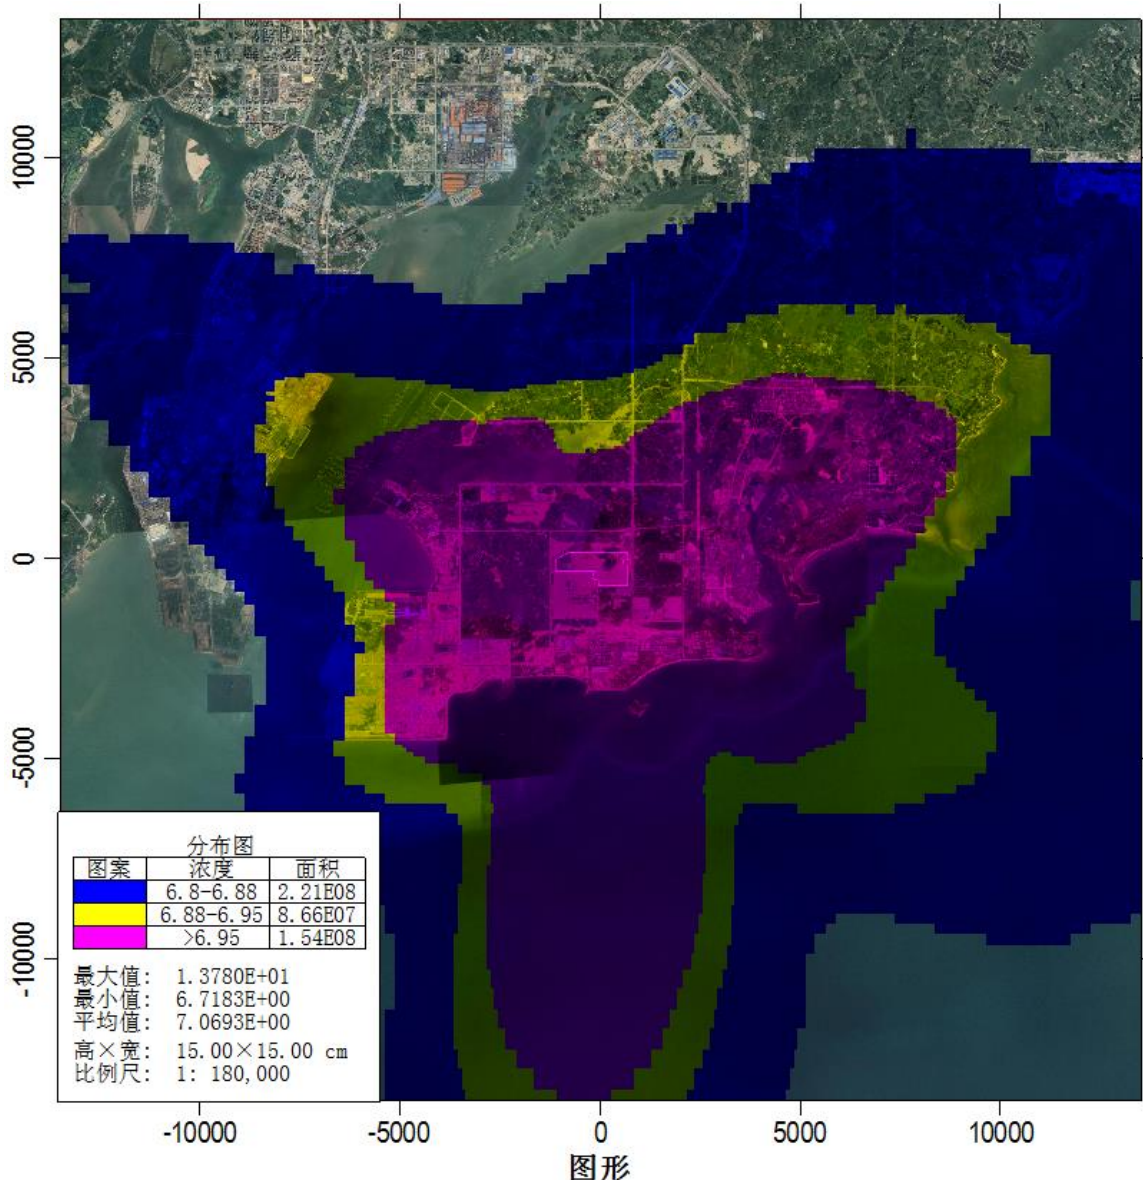 10000
5000
0
-5000
-10000
分布图
图案 浓度 面积
6.8-6.88 2.21E08
6.88-6.95 8.66E07
>6.95 1.54E08
最大值: 1.3780E+01
最小值: 6.7183E+00
平均值: 7.0693E+00
高×宽: 15.00×15.00 cm
比例尺: 1: 180,000
-10000 -5000 0 5000 10000
图形